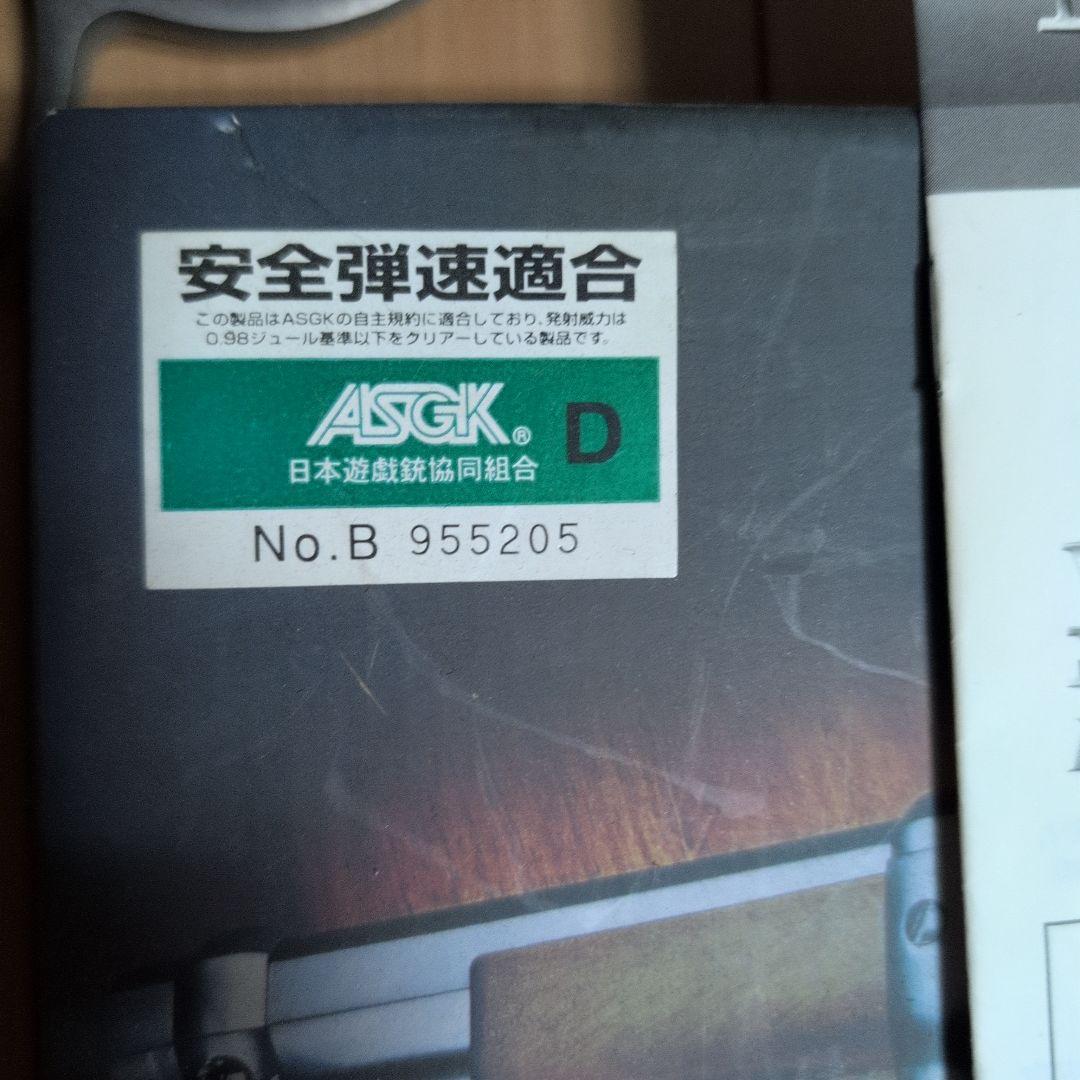 安全弾速適合
この製品はASGKの自主規約に適合しており、発射威力は
0.98ジュール基準以下をクリアーしている製品です。
ASGK® D
日本遊戯銃協同組合
No.B 955205